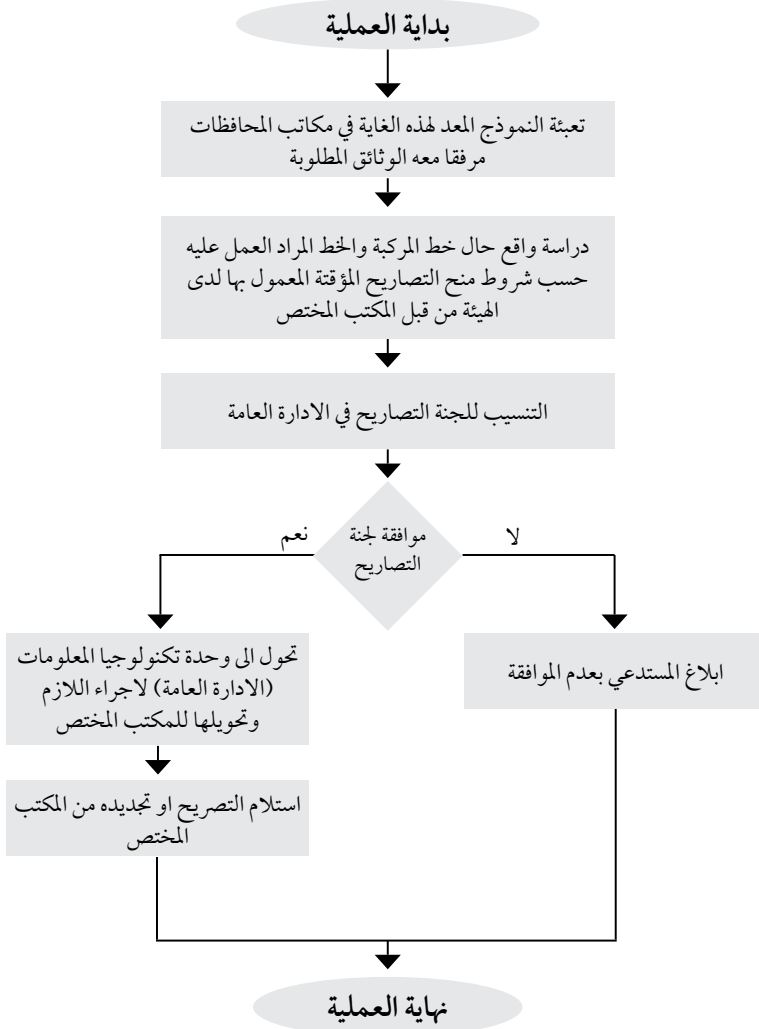 بداية العملية
تعبئة النموذج المعد لهذه الغاية في مكاتب المحافظات
مرفقا معه الوثائق المطلوبة
دراسة واقع حال خط المركبة والخط المراد العمل عليه
حسب شروط منح التصاريح المؤقتة المعمول بها لدى
الهيئة من قبل المكتب المختص
التنسيب للجنة التصاريح في الادارة العامة
موافقة لجنة
التصاريح
لا
نعم
ابلاغ المستدعي بعدم الموافقة
تحول الى وحدة تكنولوجيا المعلومات
(الادارة العامة) لاجراء اللازم
وتحويلها للمكتب المختص
استلام التصريح او تجديده من المكتب
المختص
نهاية العملية